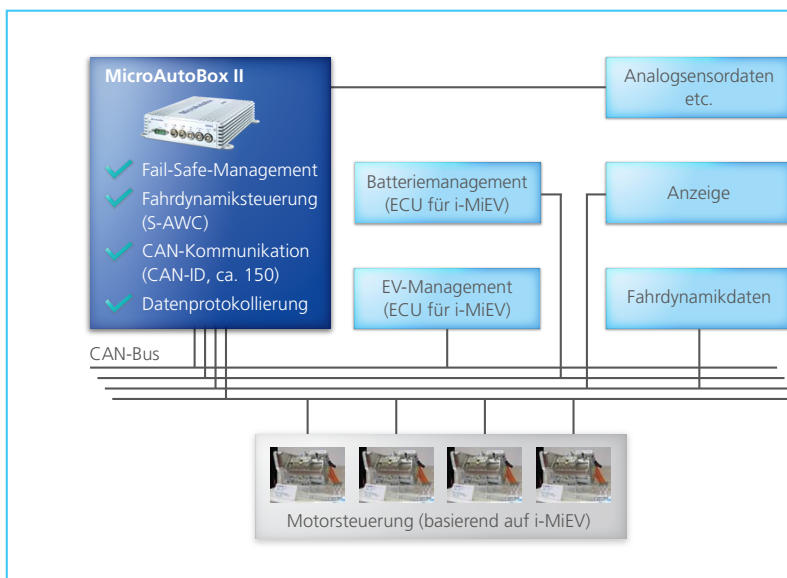 MicroAutoBox II
Fail-Safe-Management
Fahrdynamiksteuerung
(S-AWC)
CAN-Kommunikation
(CAN-ID, ca. 150)
Datenprotokollierung
Analogsensordaten
etc.
Batteriemanagement
(ECU für i-MiEV)
Anzeige
EV-Management
(ECU für i-MiEV)
Fahrdynamikdaten
CAN-Bus
Motorsteuerung (basierend auf i-MiEV)